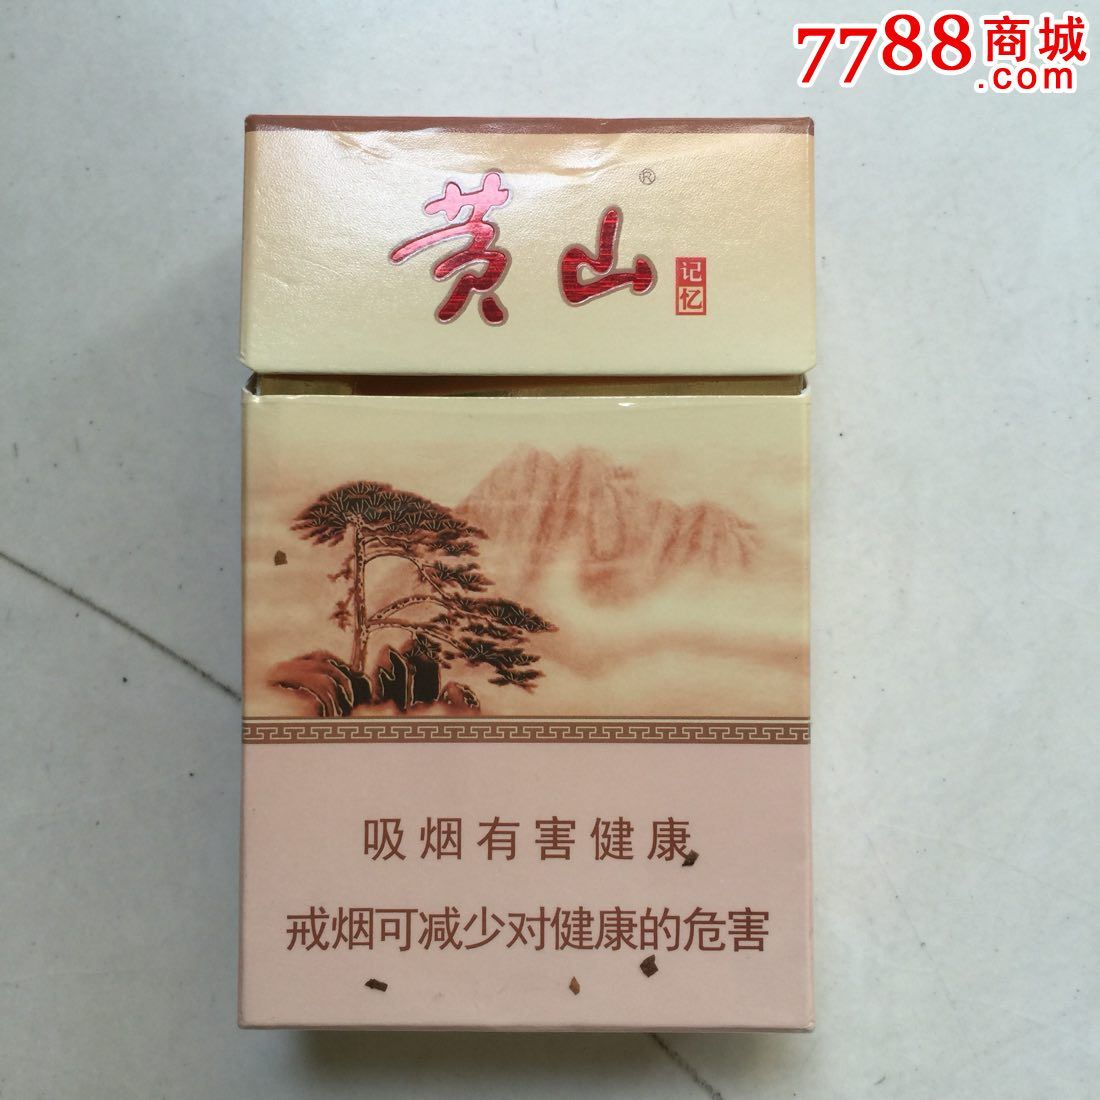 7788商城
.com
黄山®
记忆
吸烟有害健康
戒烟可减少对健康的危害